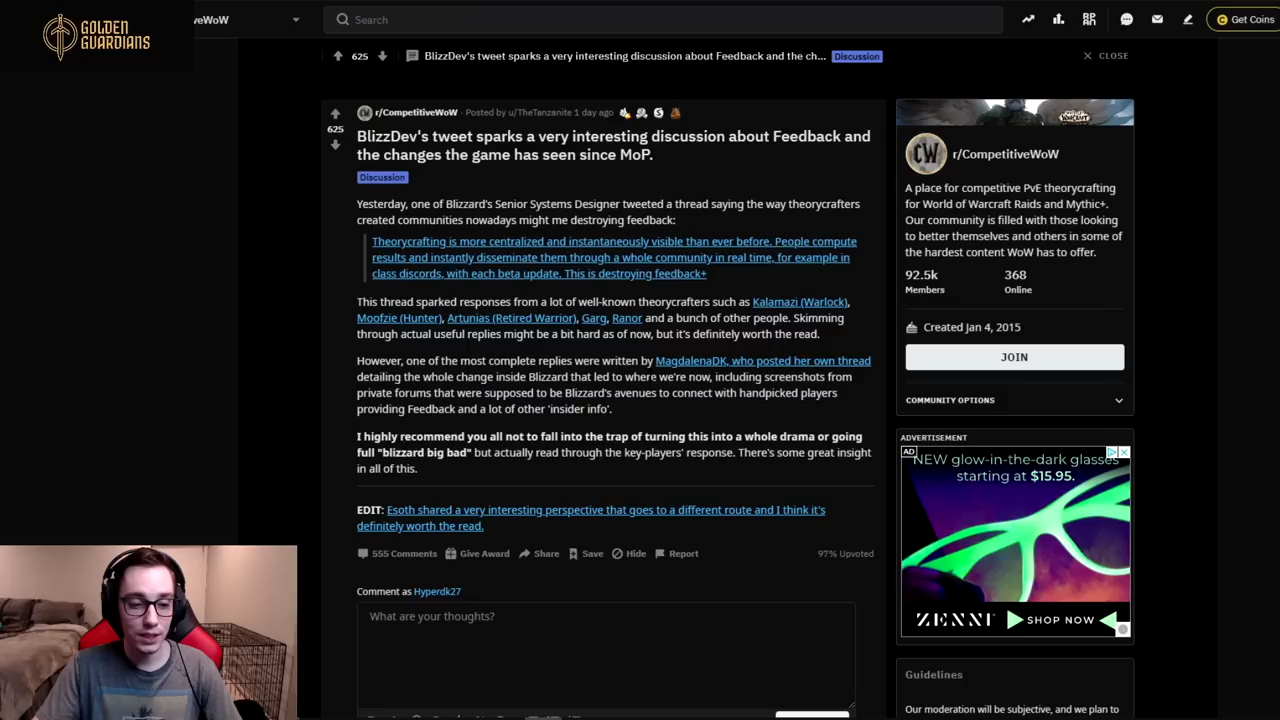 GOLDEN
GUARDIANS
veWoW
Search
Get Coins
625
BlizzDev's tweet sparks a very interesting discussion about Feedback and the ch...
Discussion
CLOSE
r/CompetitiveWoW · Posted by u/TheTanzanite 1 day ago
625
BlizzDev's tweet sparks a very interesting discussion about Feedback and
the changes the game has seen since MoP.
Discussion
Yesterday, one of Blizzard's Senior Systems Designer tweeted a thread saying the way theorycrafters
created communities nowadays might me destroying feedback:
Theorycrafting is more centralized and instantaneously visible than ever before. People compute
results and instantly disseminate them through a whole community in real time, for example in
class discords, with each beta update. This is destroying feedback+
This thread sparked responses from a lot of well-known theorycrafters such as Kalamazi (Warlock),
Moofzie (Hunter), Artunias (Retired Warrior), Garg, Ranor and a bunch of other people. Skimming
through actual useful replies might be a bit hard as of now, but it's definitely worth the read.
However, one of the most complete replies were written by MagdalenaDK, who posted her own thread
detailing the whole change inside Blizzard that led to where we're now, including screenshots from
private forums that were supposed to be Blizzard's avenues to connect with handpicked players
providing Feedback and a lot of other 'insider info'.
I highly recommend you all not to fall into the trap of turning this into a whole drama or going
full "blizzard big bad" but actually read through the key-players' response. There's some great insight
in all of this.
EDIT: Esoth shared a very interesting perspective that goes to a different route and I think it's
definitely worth the read.
555 Comments Give Award Share Save Hide Report 97% Upvoted
Comment as Hyperdk27
What are your thoughts?
CW
r/CompetitiveWoW
A place for competitive PvE theorycrafting
for World of Warcraft Raids and Mythic+.
Our community is filled with those looking
to better themselves and others in some of
the hardest content WoW has to offer.
92.5k 368
Members Online
Created Jan 4, 2015
JOIN
COMMUNITY OPTIONS
ADVERTISEMENT
AD
NEW glow-in-the-dark glasses
starting at $15.95.
ZENNI SHOP NOW
Guidelines
Our moderation will be subjective, and we plan to